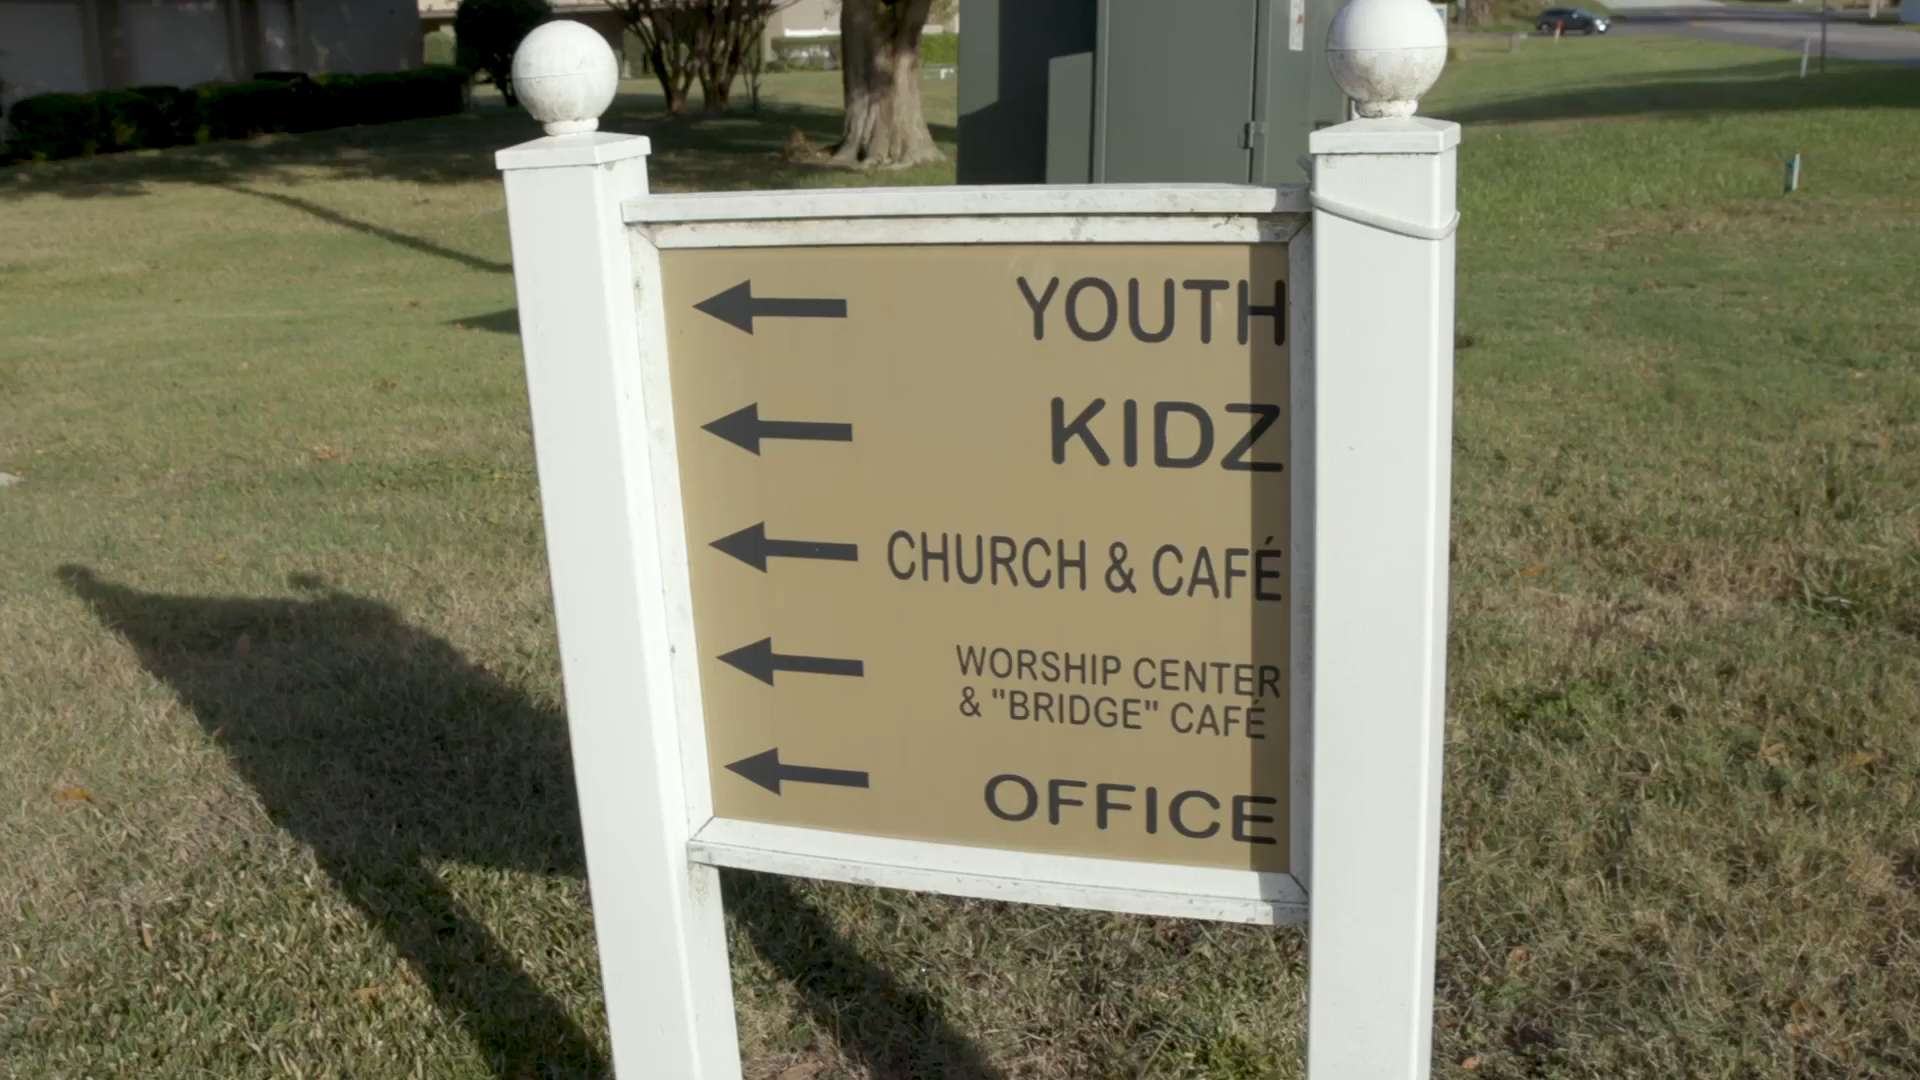 YOUTH
KIDZ
CHURCH & CAFÉ
WORSHIP CENTER
& "BRIDGE" CAFÉ
OFFICE